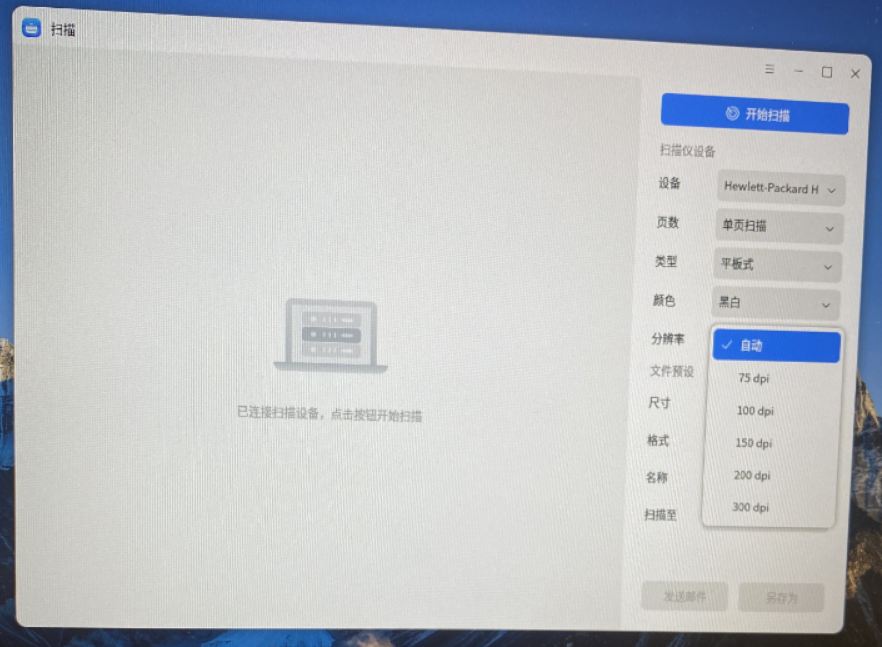 扫描
开始扫描
扫描仪设备
设备 Hewlett-Packard H
页数 单页扫描
类型 平板式
颜色 黑白
分辨率 自动
75 dpi
100 dpi
150 dpi
200 dpi
300 dpi
文件预设
尺寸
格式
名称
扫描至
已连接扫描设备，点击按钮开始扫描
发送邮件 另存为